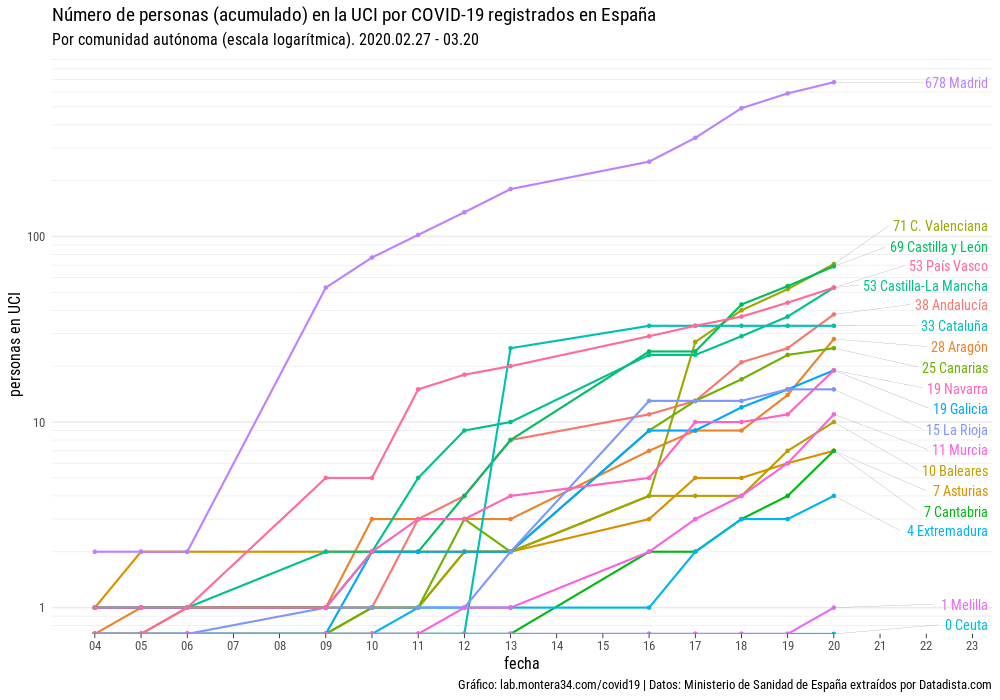 Número de personas (acumulado) en la UCI por COVID-19 registrados en España
Por comunidad autónoma (escala logarítmica). 2020.02.27 - 03.20
678 Madrid
100
71 C. Valenciana
69 Castilla y León
53 País Vasco
53 Castilla-La Mancha
38 Andalucía
33 Cataluña
28 Aragón
25 Canarias
19 Navarra
19 Galicia
10
15 La Rioja
11 Murcia
10 Baleares
7 Asturias
7 Cantabria
4 Extremadura
1
1 Melilla
0 Ceuta
personas en UCI
04 05 06 07 08 09 10 11 12 13 14 15 16 17 18 19 20 21 22 23
fecha
Gráfico: lab.montera34.com/covid19 | Datos: Ministerio de Sanidad de España extraídos por Datadista.com